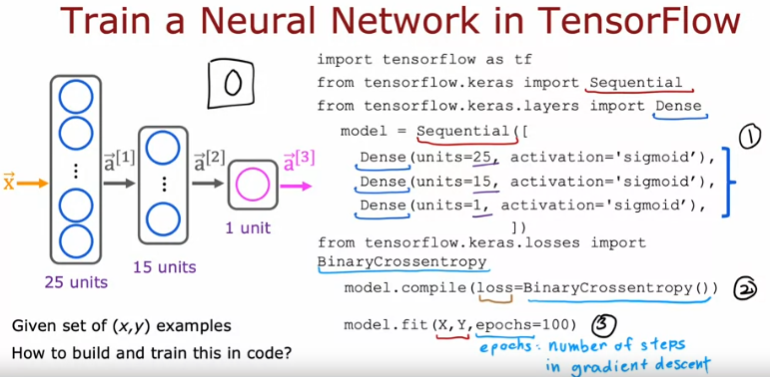 Train a Neural Network in TensorFlow
0
x⃗
a⃗[1]
a⃗[2]
a⃗[3]
25 units
15 units
1 unit
Given set of (x,y) examples
How to build and train this in code?
import tensorflow as tf
from tensorflow.keras import Sequential
from tensorflow.keras.layers import Dense
model = Sequential([
Dense(units=25, activation='sigmoid'),
Dense(units=15, activation='sigmoid'),
Dense(units=1, activation='sigmoid'),
])
①
from tensorflow.keras.losses import
BinaryCrossentropy
model.compile(loss=BinaryCrossentropy()) ②
model.fit(X,Y,epochs=100) ③
epochs: number of steps
in gradient descent